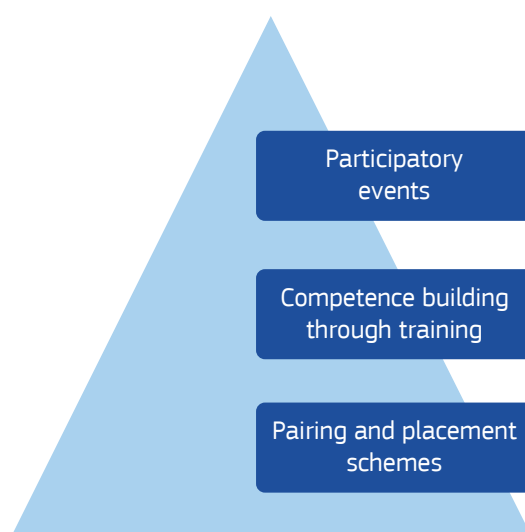 Participatory
events
Competence building
through training
Pairing and placement
schemes